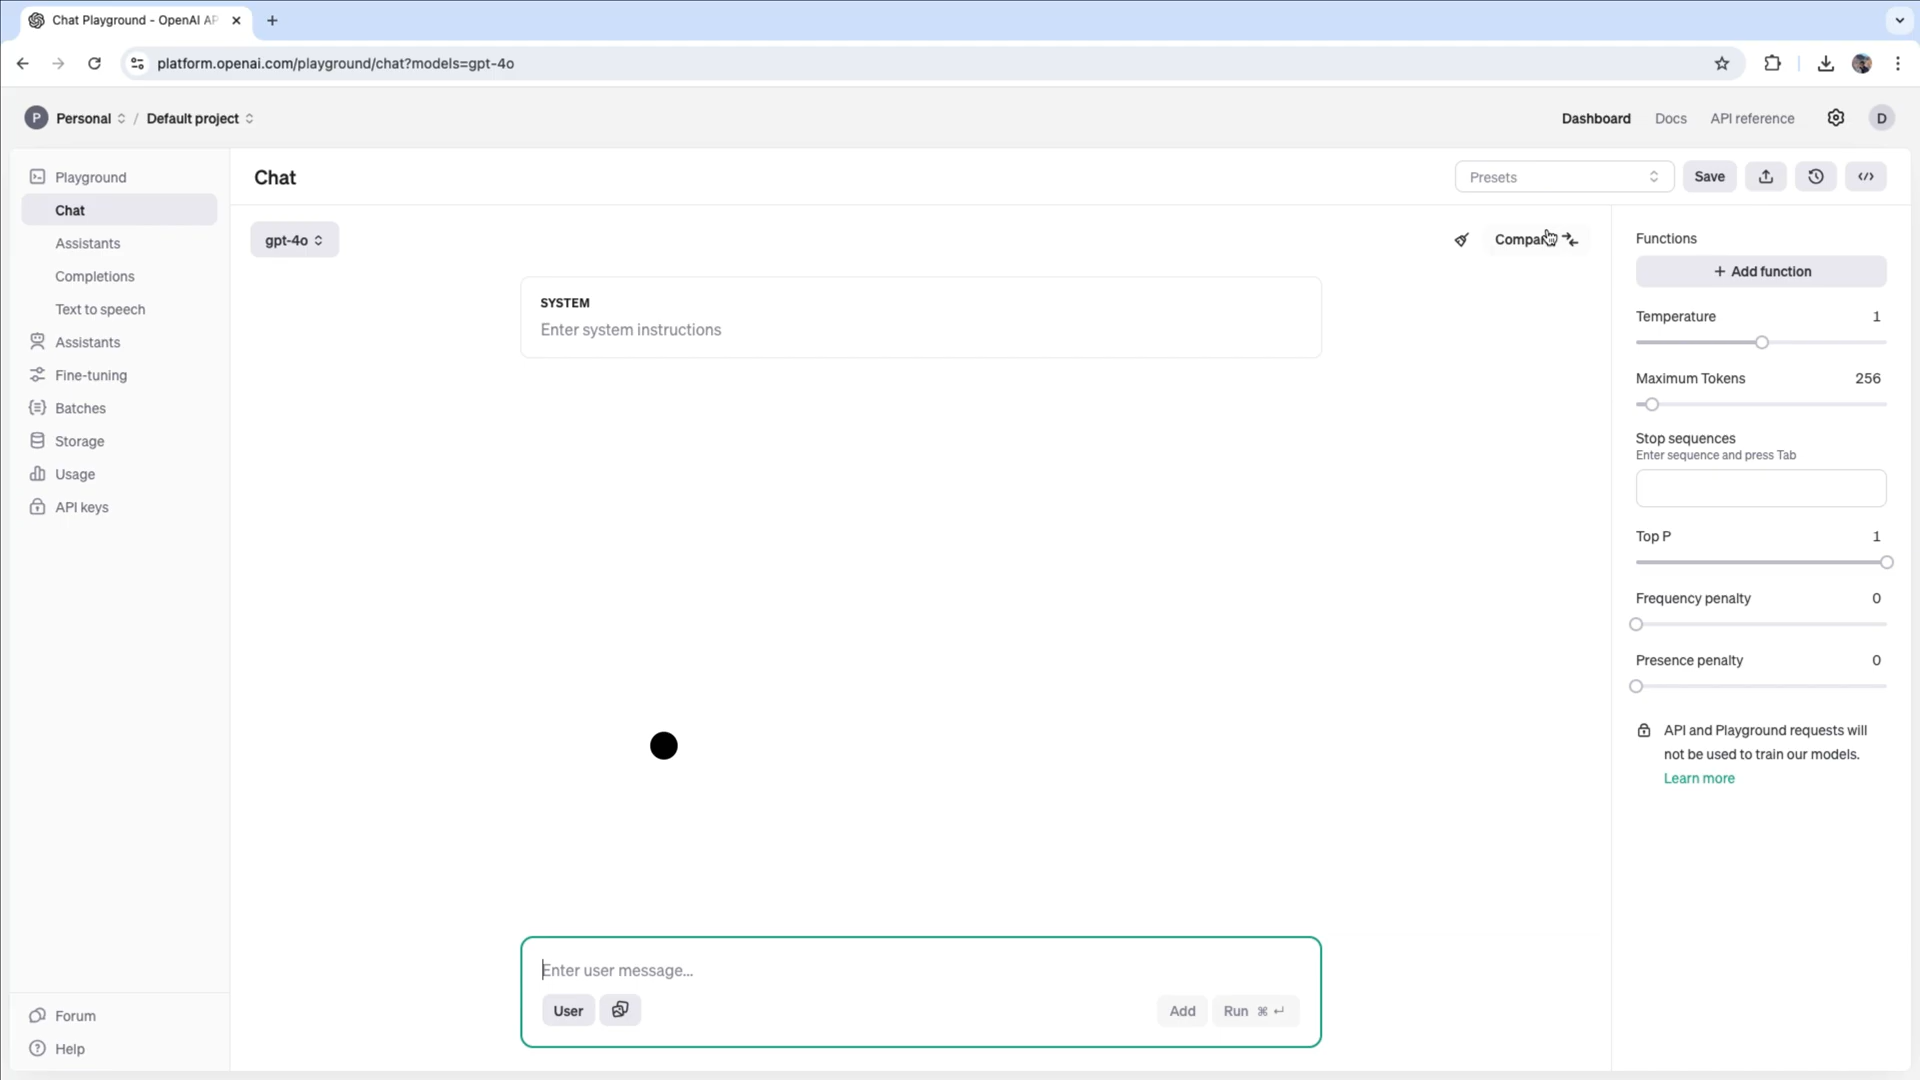 Chat Playground - OpenAI AP
platform.openai.com/playground/chat?models=gpt-4o
P Personal / Default project
Dashboard Docs API reference D
Playground
Chat
Assistants
Completions
Text to speech
Assistants
Fine-tuning
Batches
Storage
Usage
API keys
Forum
Help
Chat
Presets Save
gpt-4o
Compare
SYSTEM
Enter system instructions
Enter user message...
User Add Run ⌘ ↵
Functions
+ Add function
Temperature 1
Maximum Tokens 256
Stop sequences
Enter sequence and press Tab
Top P 1
Frequency penalty 0
Presence penalty 0
API and Playground requests will
not be used to train our models.
Learn more